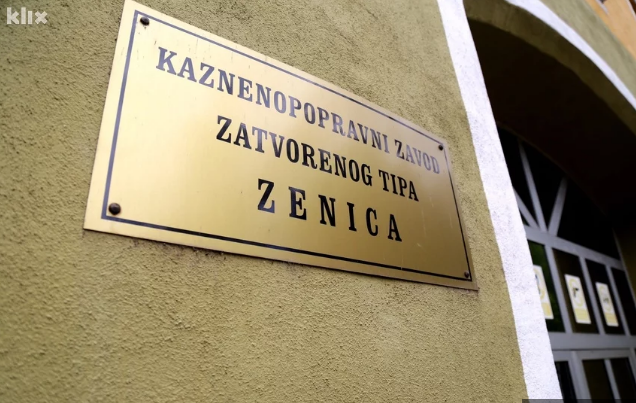 klix
KAZNENOPOPRAVNI ZAVOD
ZATVORENOG TIPA
ZENICA